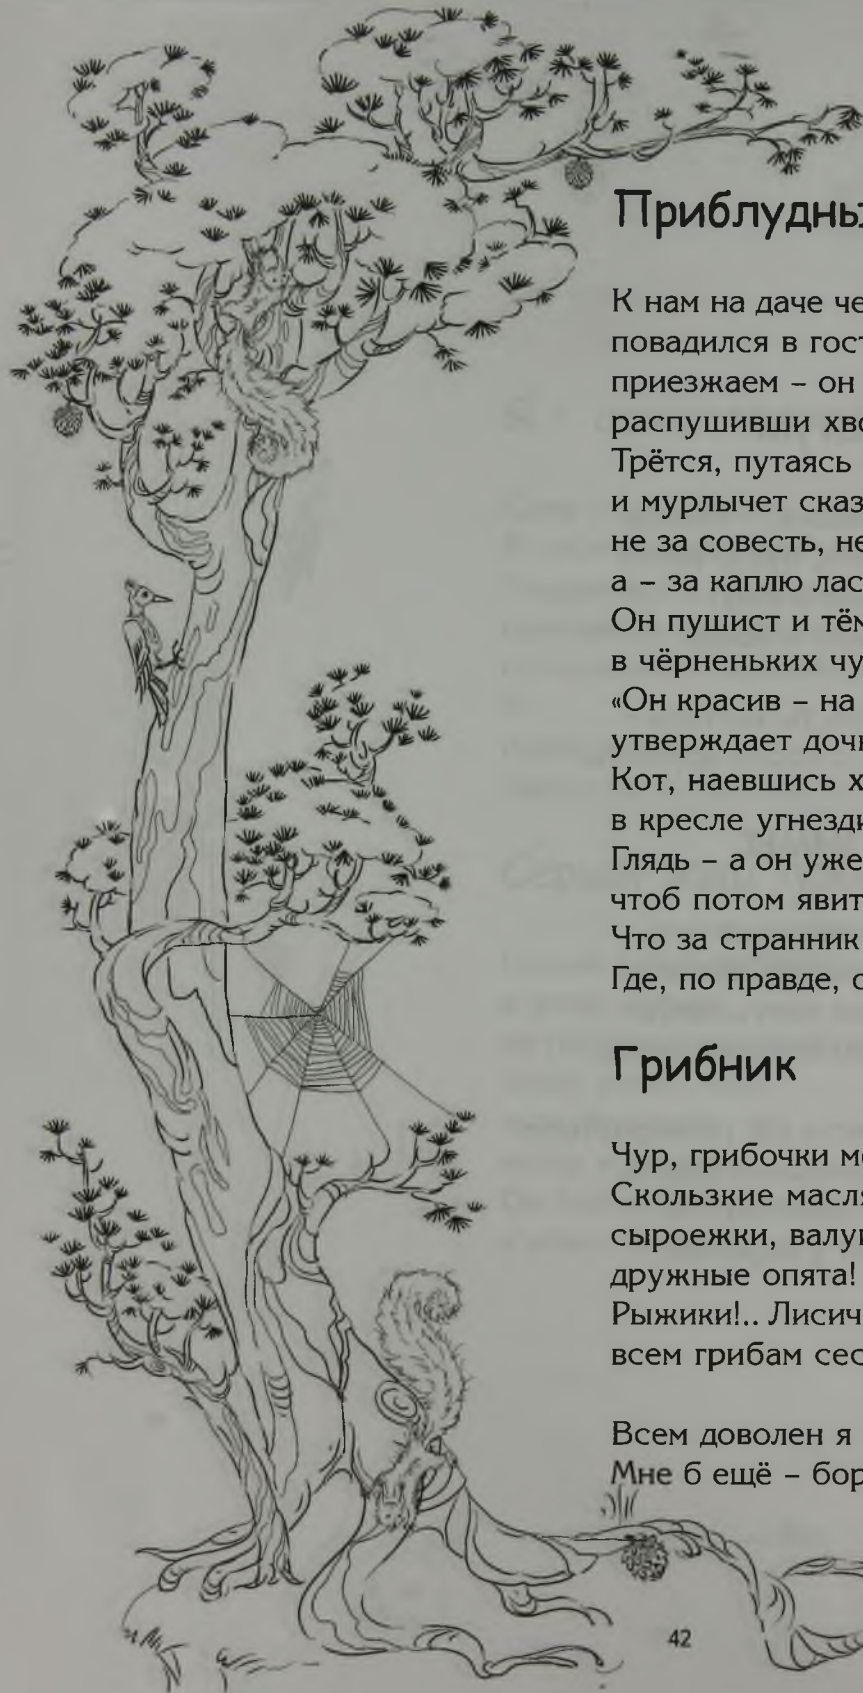 Приблудны
К нам на даче че
повадился в гост
приезжаем – он
распушивши хво
Трётся, путаясь
и мурлычет сказ
не за совесть, не
а – за каплю лас
Он пушист и тём
в чёрненьких чу
«Он красив – на
утверждает дочк
Кот, наевшись х
в кресле угнезди
Глядь – а он уже
чтоб потом явит
Что за странник
Где, по правде, о
Грибник
Чур, грибочки мо
Скользкие масля
сыроежки, валуи
дружные опята!
Рыжики!.. Лисич
всем грибам сес
Всем доволен я
Мне б ещё – бор
42